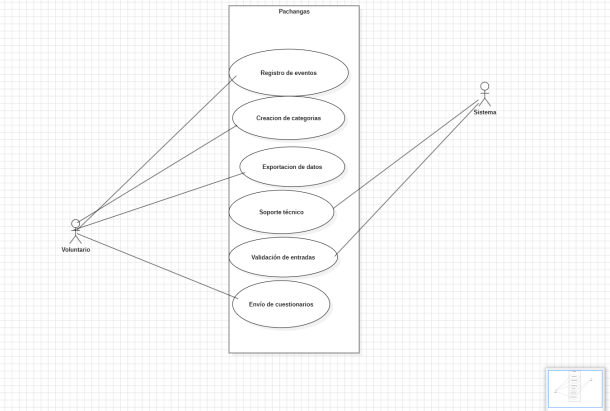 Pachangas
Registro de eventos
Creacion de categorias
Sistema
Exportacion de datos
Soporte técnico
Voluntario
Validación de entradas
Envío de cuestionarios